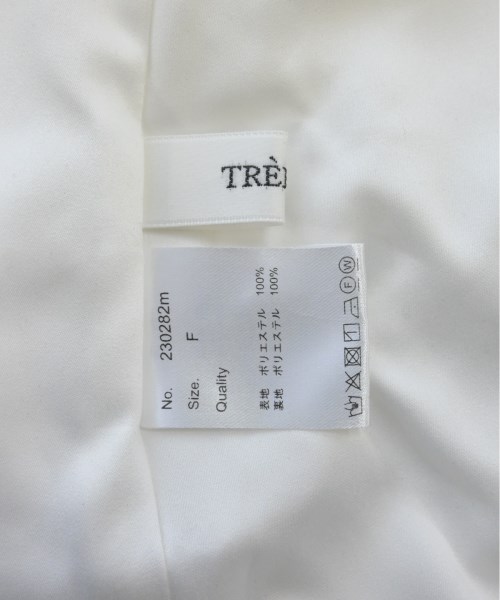 TRÈ
No. 230282m
Size. F
Quality
表地 ポリエステル 100%
裏地 ポリエステル 100%
F W